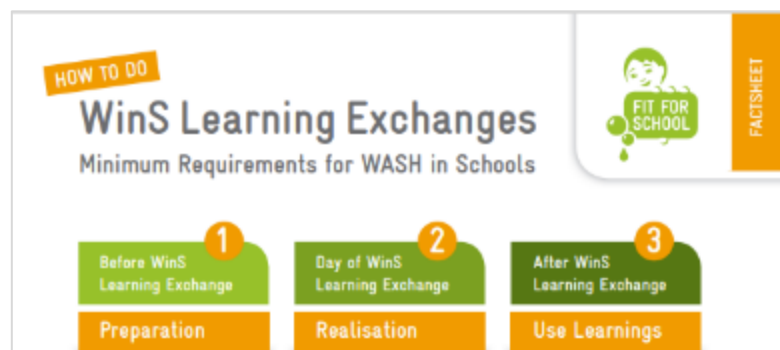 HOW TO DO
WinS Learning Exchanges
Minimum Requirements for WASH in Schools
FIT FOR
SCHOOL
FACTSHEET
1
Before WinS
Learning Exchange
Preparation
2
Day of WinS
Learning Exchange
Realisation
3
After WinS
Learning Exchange
Use Learnings